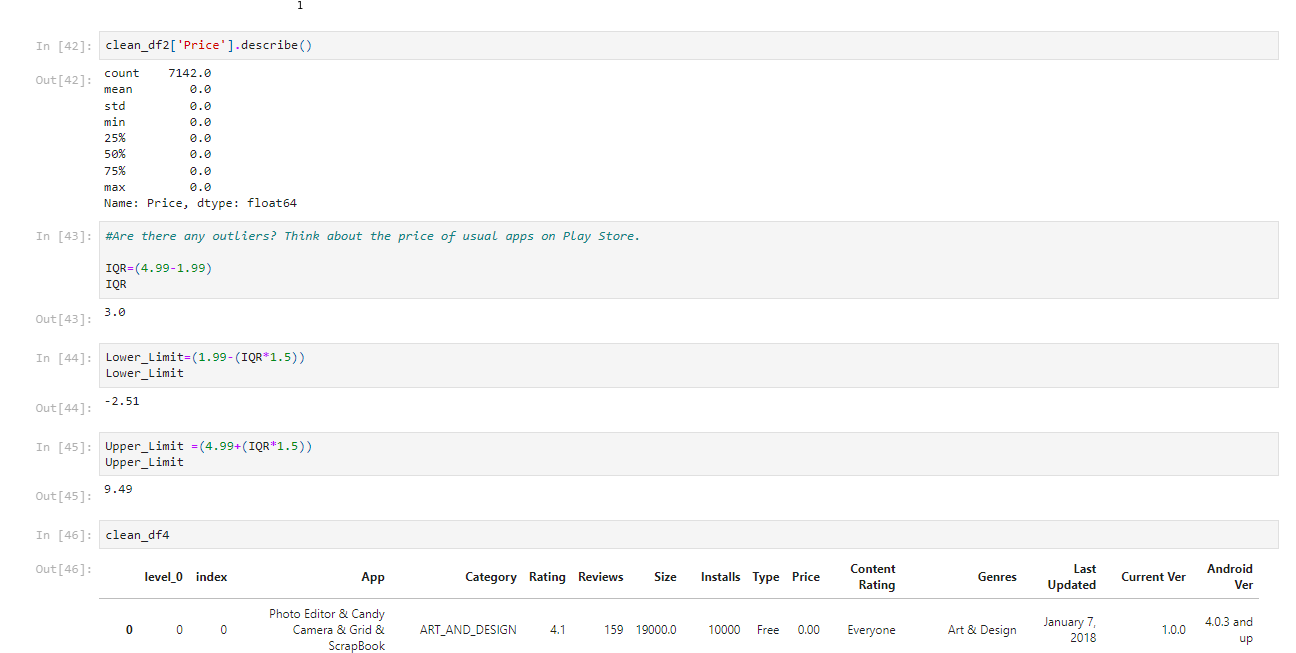 1
In [42]: clean_df2['Price'].describe()
Out[42]: count 7142.0
mean 0.0
std 0.0
min 0.0
25% 0.0
50% 0.0
75% 0.0
max 0.0
Name: Price, dtype: float64
In [43]: #Are there any outliers? Think about the price of usual apps on Play Store.
IQR=(4.99-1.99)
IQR
Out[43]: 3.0
In [44]: Lower_Limit=(1.99-(IQR*1.5))
Lower_Limit
Out[44]: -2.51
In [45]: Upper_Limit =(4.99+(IQR*1.5))
Upper_Limit
Out[45]: 9.49
In [46]: clean_df4
Out[46]:
level_0 index App Category Rating Reviews Size Installs Type Price Content Rating Genres Last Updated Current Ver Android Ver
0 0 0 Photo Editor & Candy Camera & Grid & ScrapBook ART_AND_DESIGN 4.1 159 19000.0 10000 Free 0.00 Everyone Art & Design January 7, 2018 1.0.0 4.0.3 and up